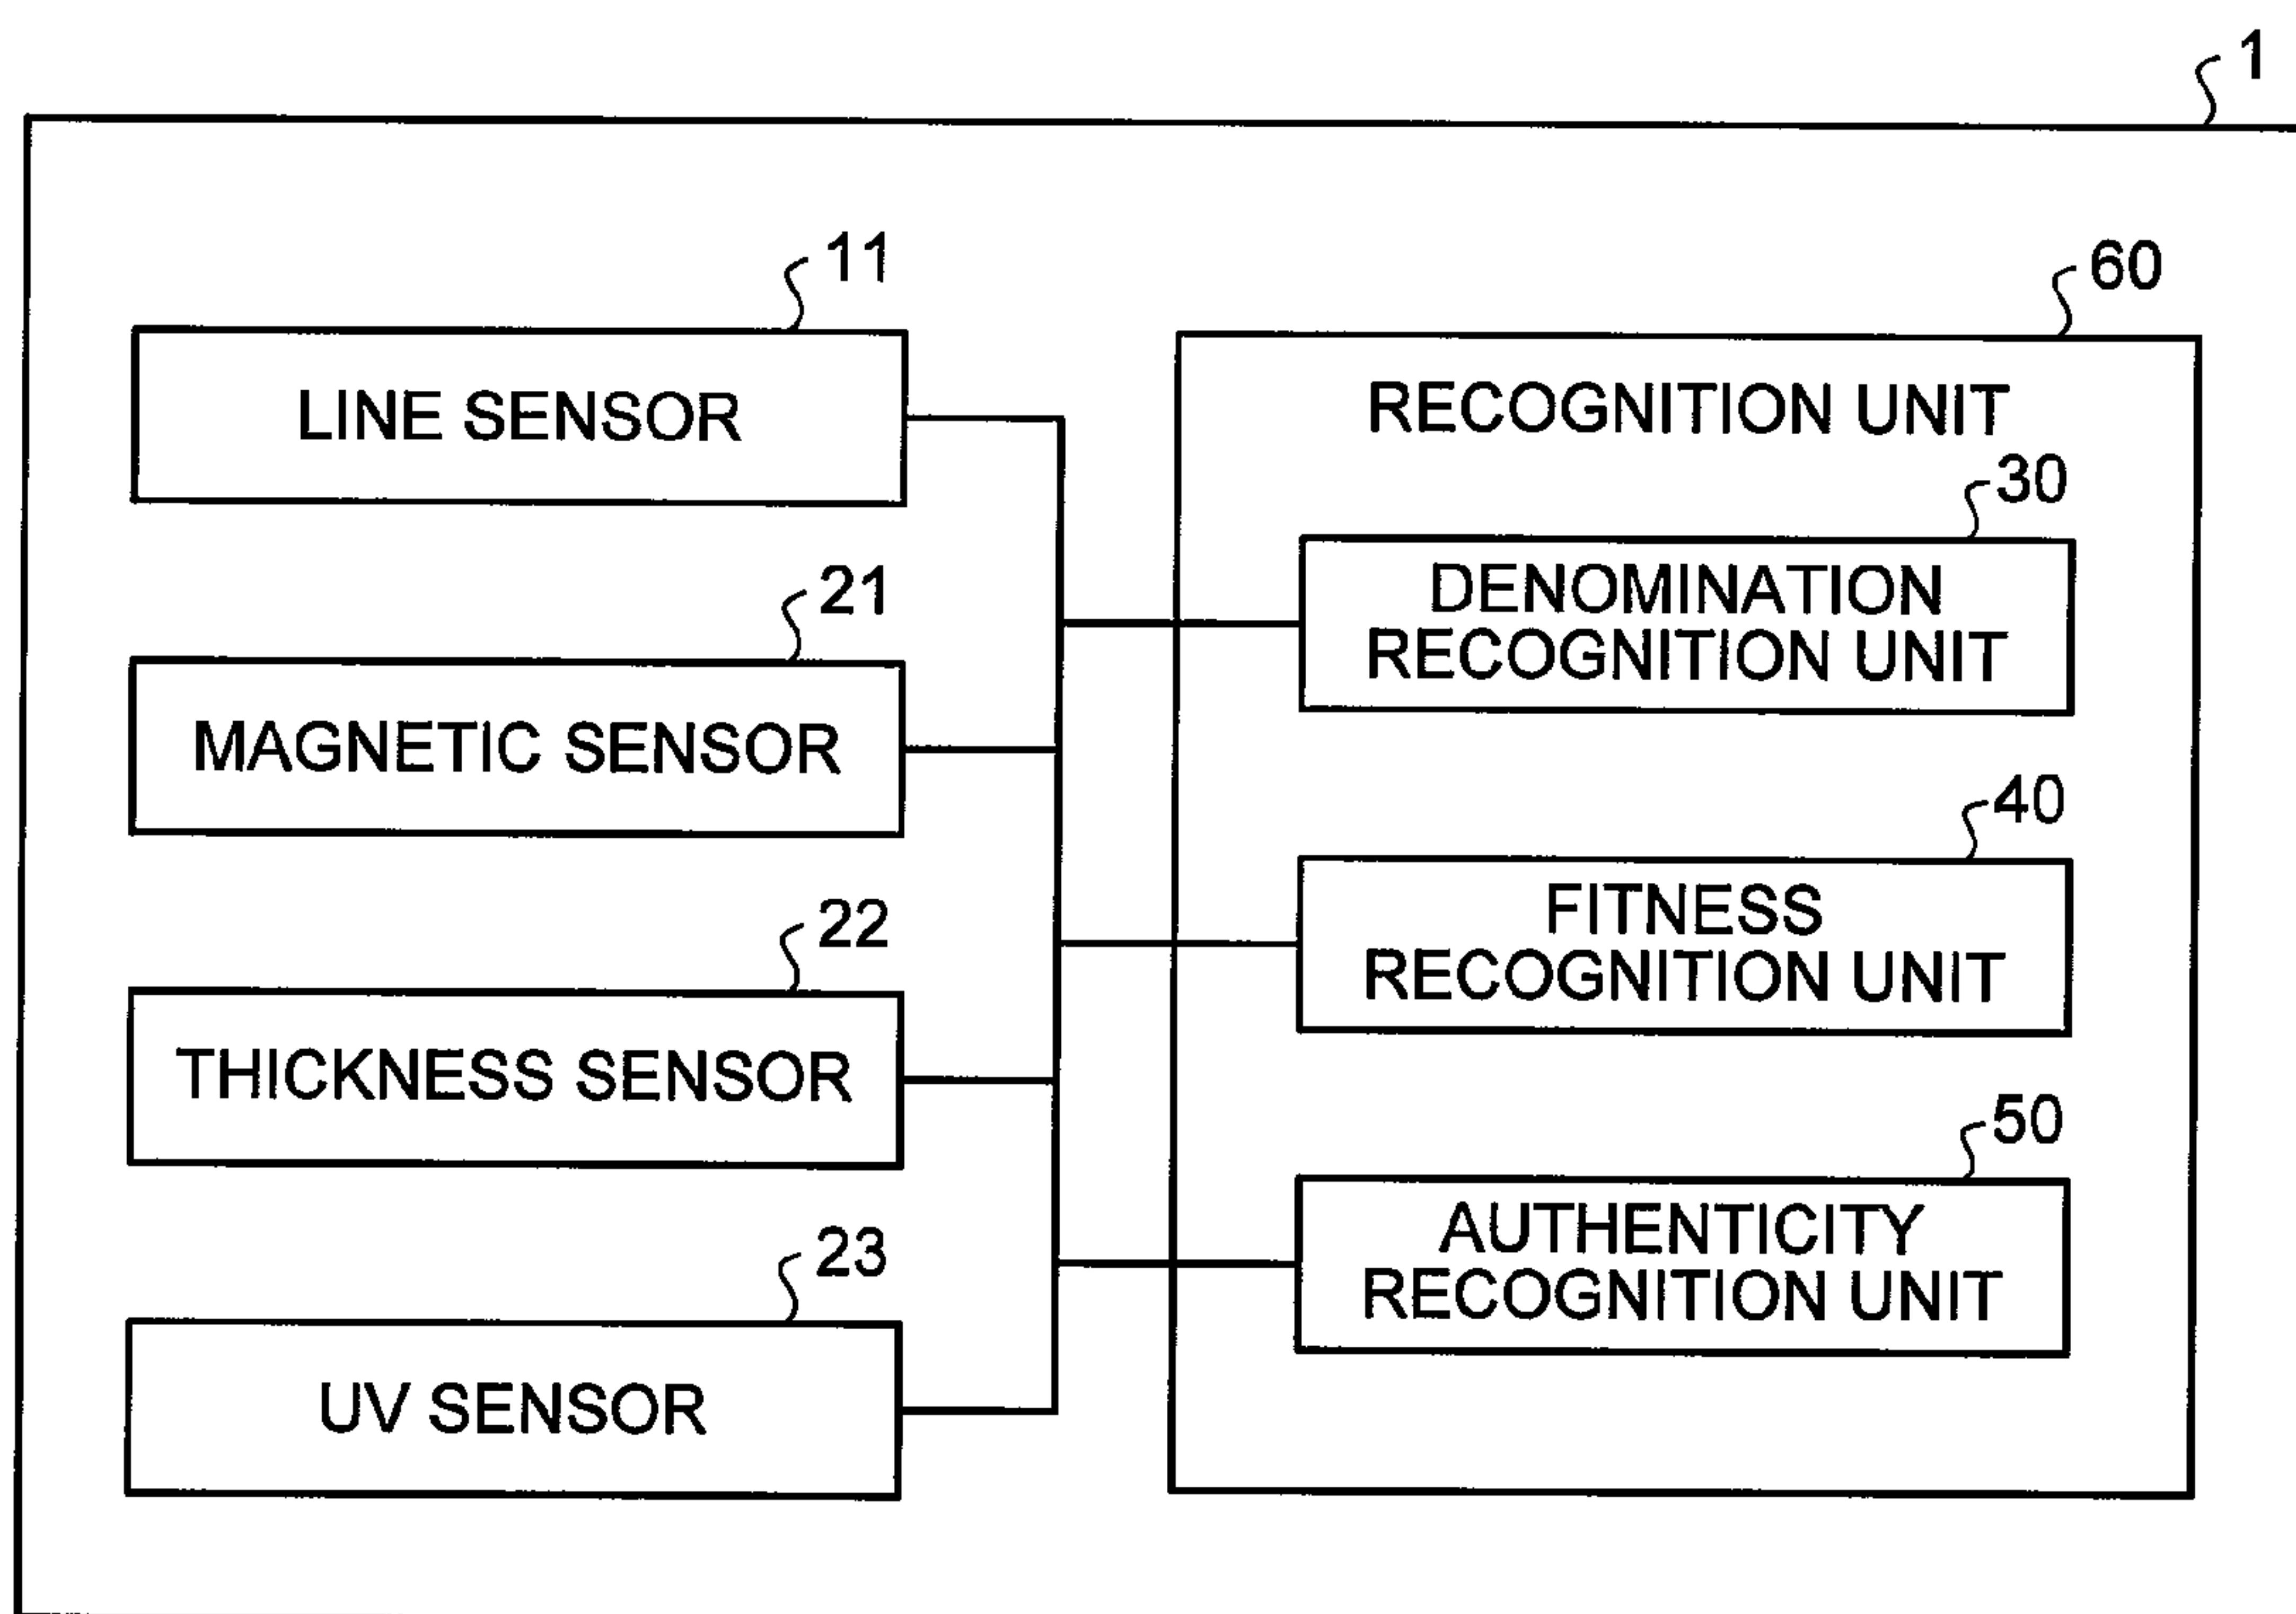 1
11
LINE SENSOR
21
MAGNETIC SENSOR
22
THICKNESS SENSOR
23
UV SENSOR
60
RECOGNITION UNIT
30
DENOMINATION
RECOGNITION UNIT
40
FITNESS
RECOGNITION UNIT
50
AUTHENTICITY
RECOGNITION UNIT